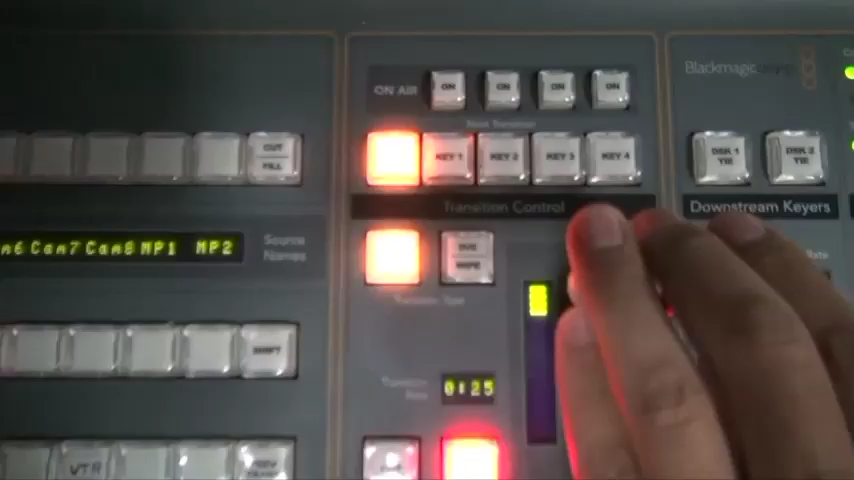 ON AIR ON ON ON ON
Blackmagic
CUT
FILL
KEY 1 KEY 2 KEY 3 KEY 4
DSK 1
TIE
DSK 2
TIE
Transition Control
Downstream Keyers
Cam7 Cam8 MP1 MP2
Source
Names
DVE
WIPE
SHIFT
0:25
VTR